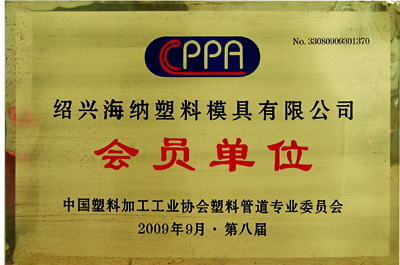 CPPA
No. 33080909301370
绍兴海纳塑料模具有限公司
会员单位
中国塑料加工工业协会塑料管道专业委员会
2009年9月·第八届